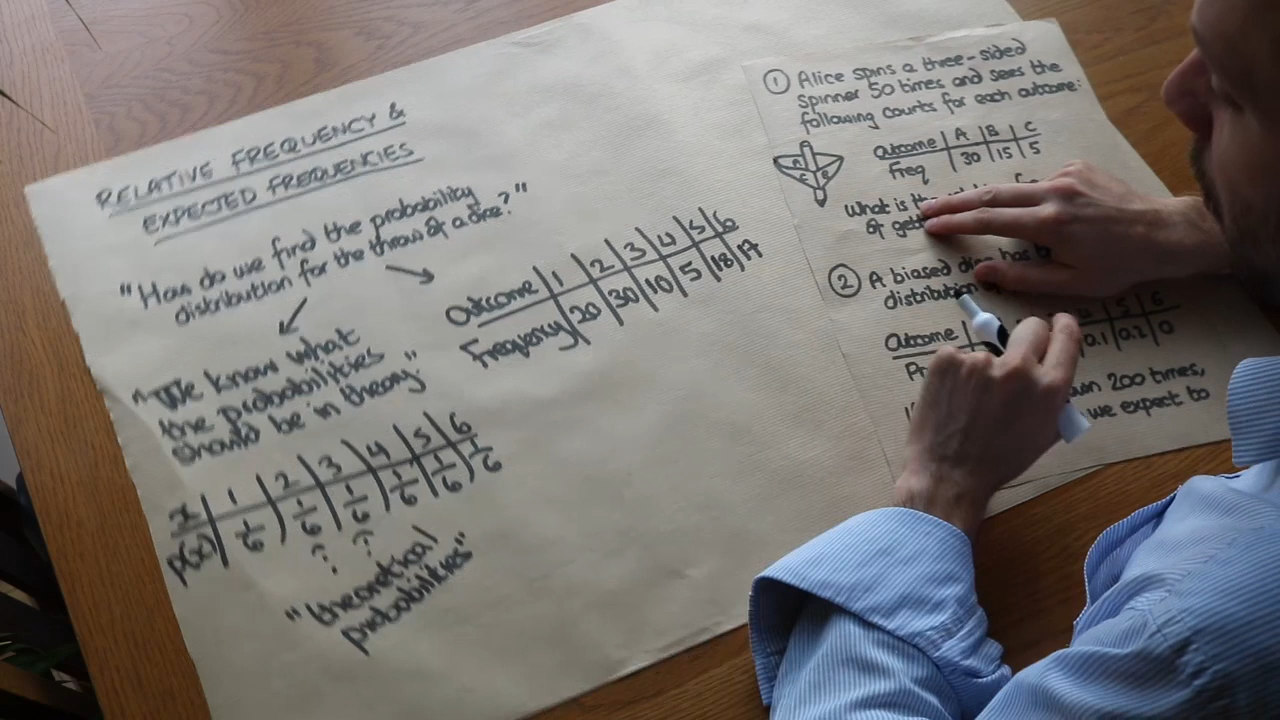 RELATIVE FREQUENCY &
EXPECTED FREQUENCIES
"How do we find the probability
distribution for the throw of a dice?"
"We know what
the probabilities
should be in theory."
x 1 2 3 4 5 6
p(x) 1/6 1/6 1/6 1/6 1/6 1/6
"theoretical
probabilities"
Outcome 1 2 3 4 5 6
Frequency 20 30 10 5 18 17
① Alice spins a three-sided
spinner 50 times and sees the
following counts for each outcome:
A B C
Outcome A B C
Freq 30 15 5
What is
of
② A biased has
distribution
Outcome 5 6
0.1 0.2 0
200 times,
we expect to